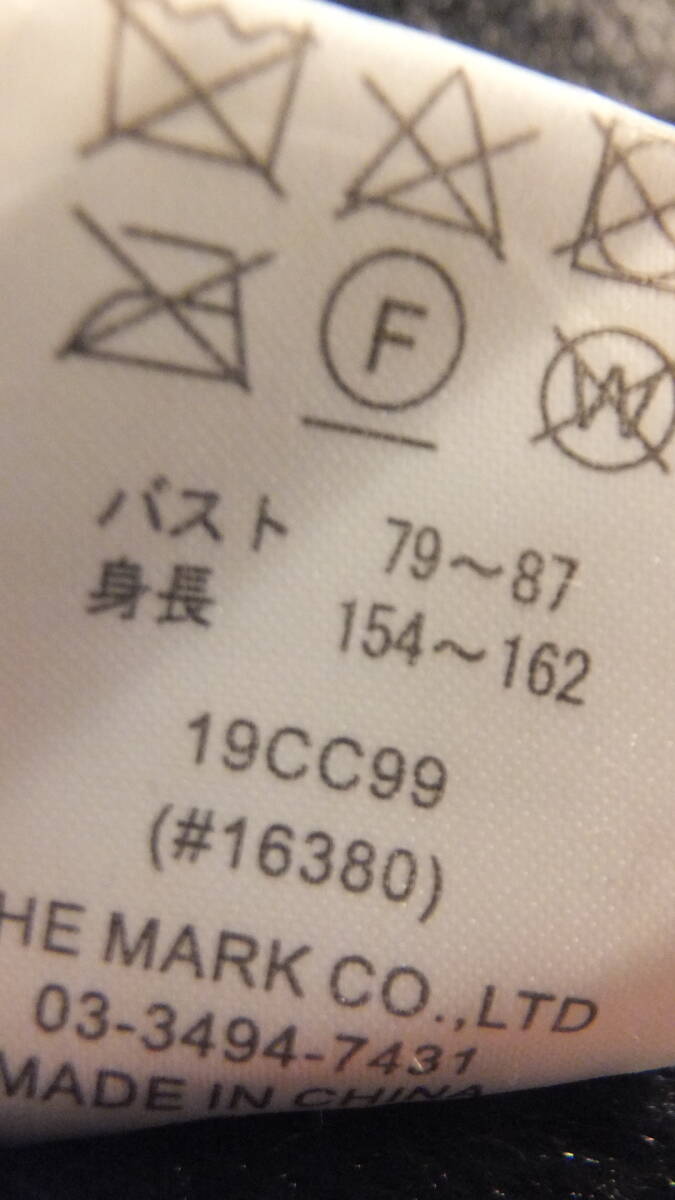 F W
バスト 79～87
身長 154～162
19CC99
(#16380)
HE MARK CO.,LTD
03-3494-7431
MADE IN CHINA